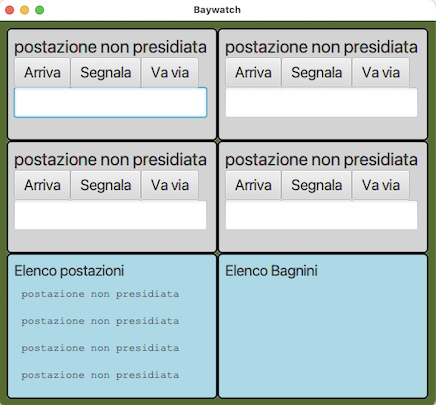 Baywatch
postazione non presidiata
Arriva Segnala Va via
postazione non presidiata
Arriva Segnala Va via
postazione non presidiata
Arriva Segnala Va via
postazione non presidiata
Arriva Segnala Va via
Elenco postazioni
postazione non presidiata
postazione non presidiata
postazione non presidiata
postazione non presidiata
Elenco Bagnini